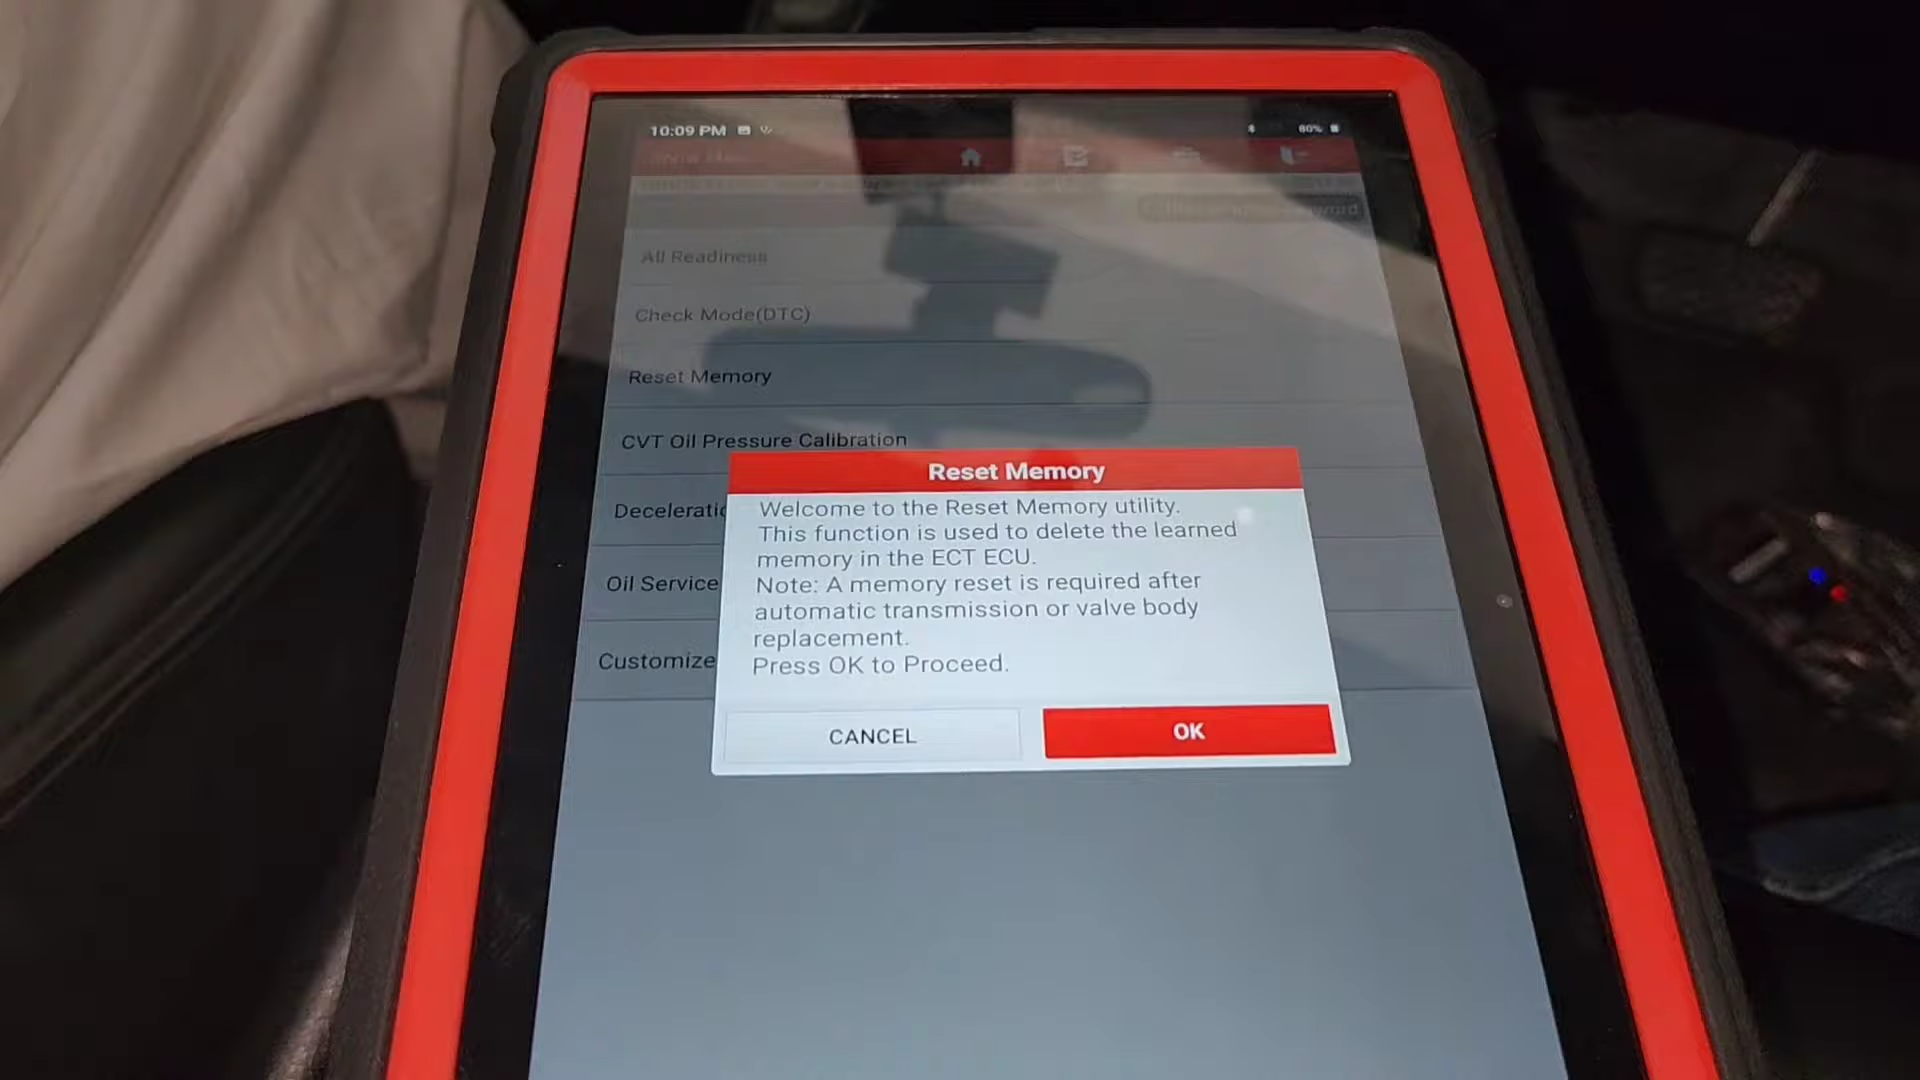 10:09 PM
80%
All Readiness
Check Mode(DTC)
Reset Memory
CVT Oil Pressure Calibration
Decelerati
Oil Service
Customize
Reset Memory
Welcome to the Reset Memory utility.
This function is used to delete the learned
memory in the ECT ECU.
Note: A memory reset is required after
automatic transmission or valve body
replacement.
Press OK to Proceed.
CANCEL
OK